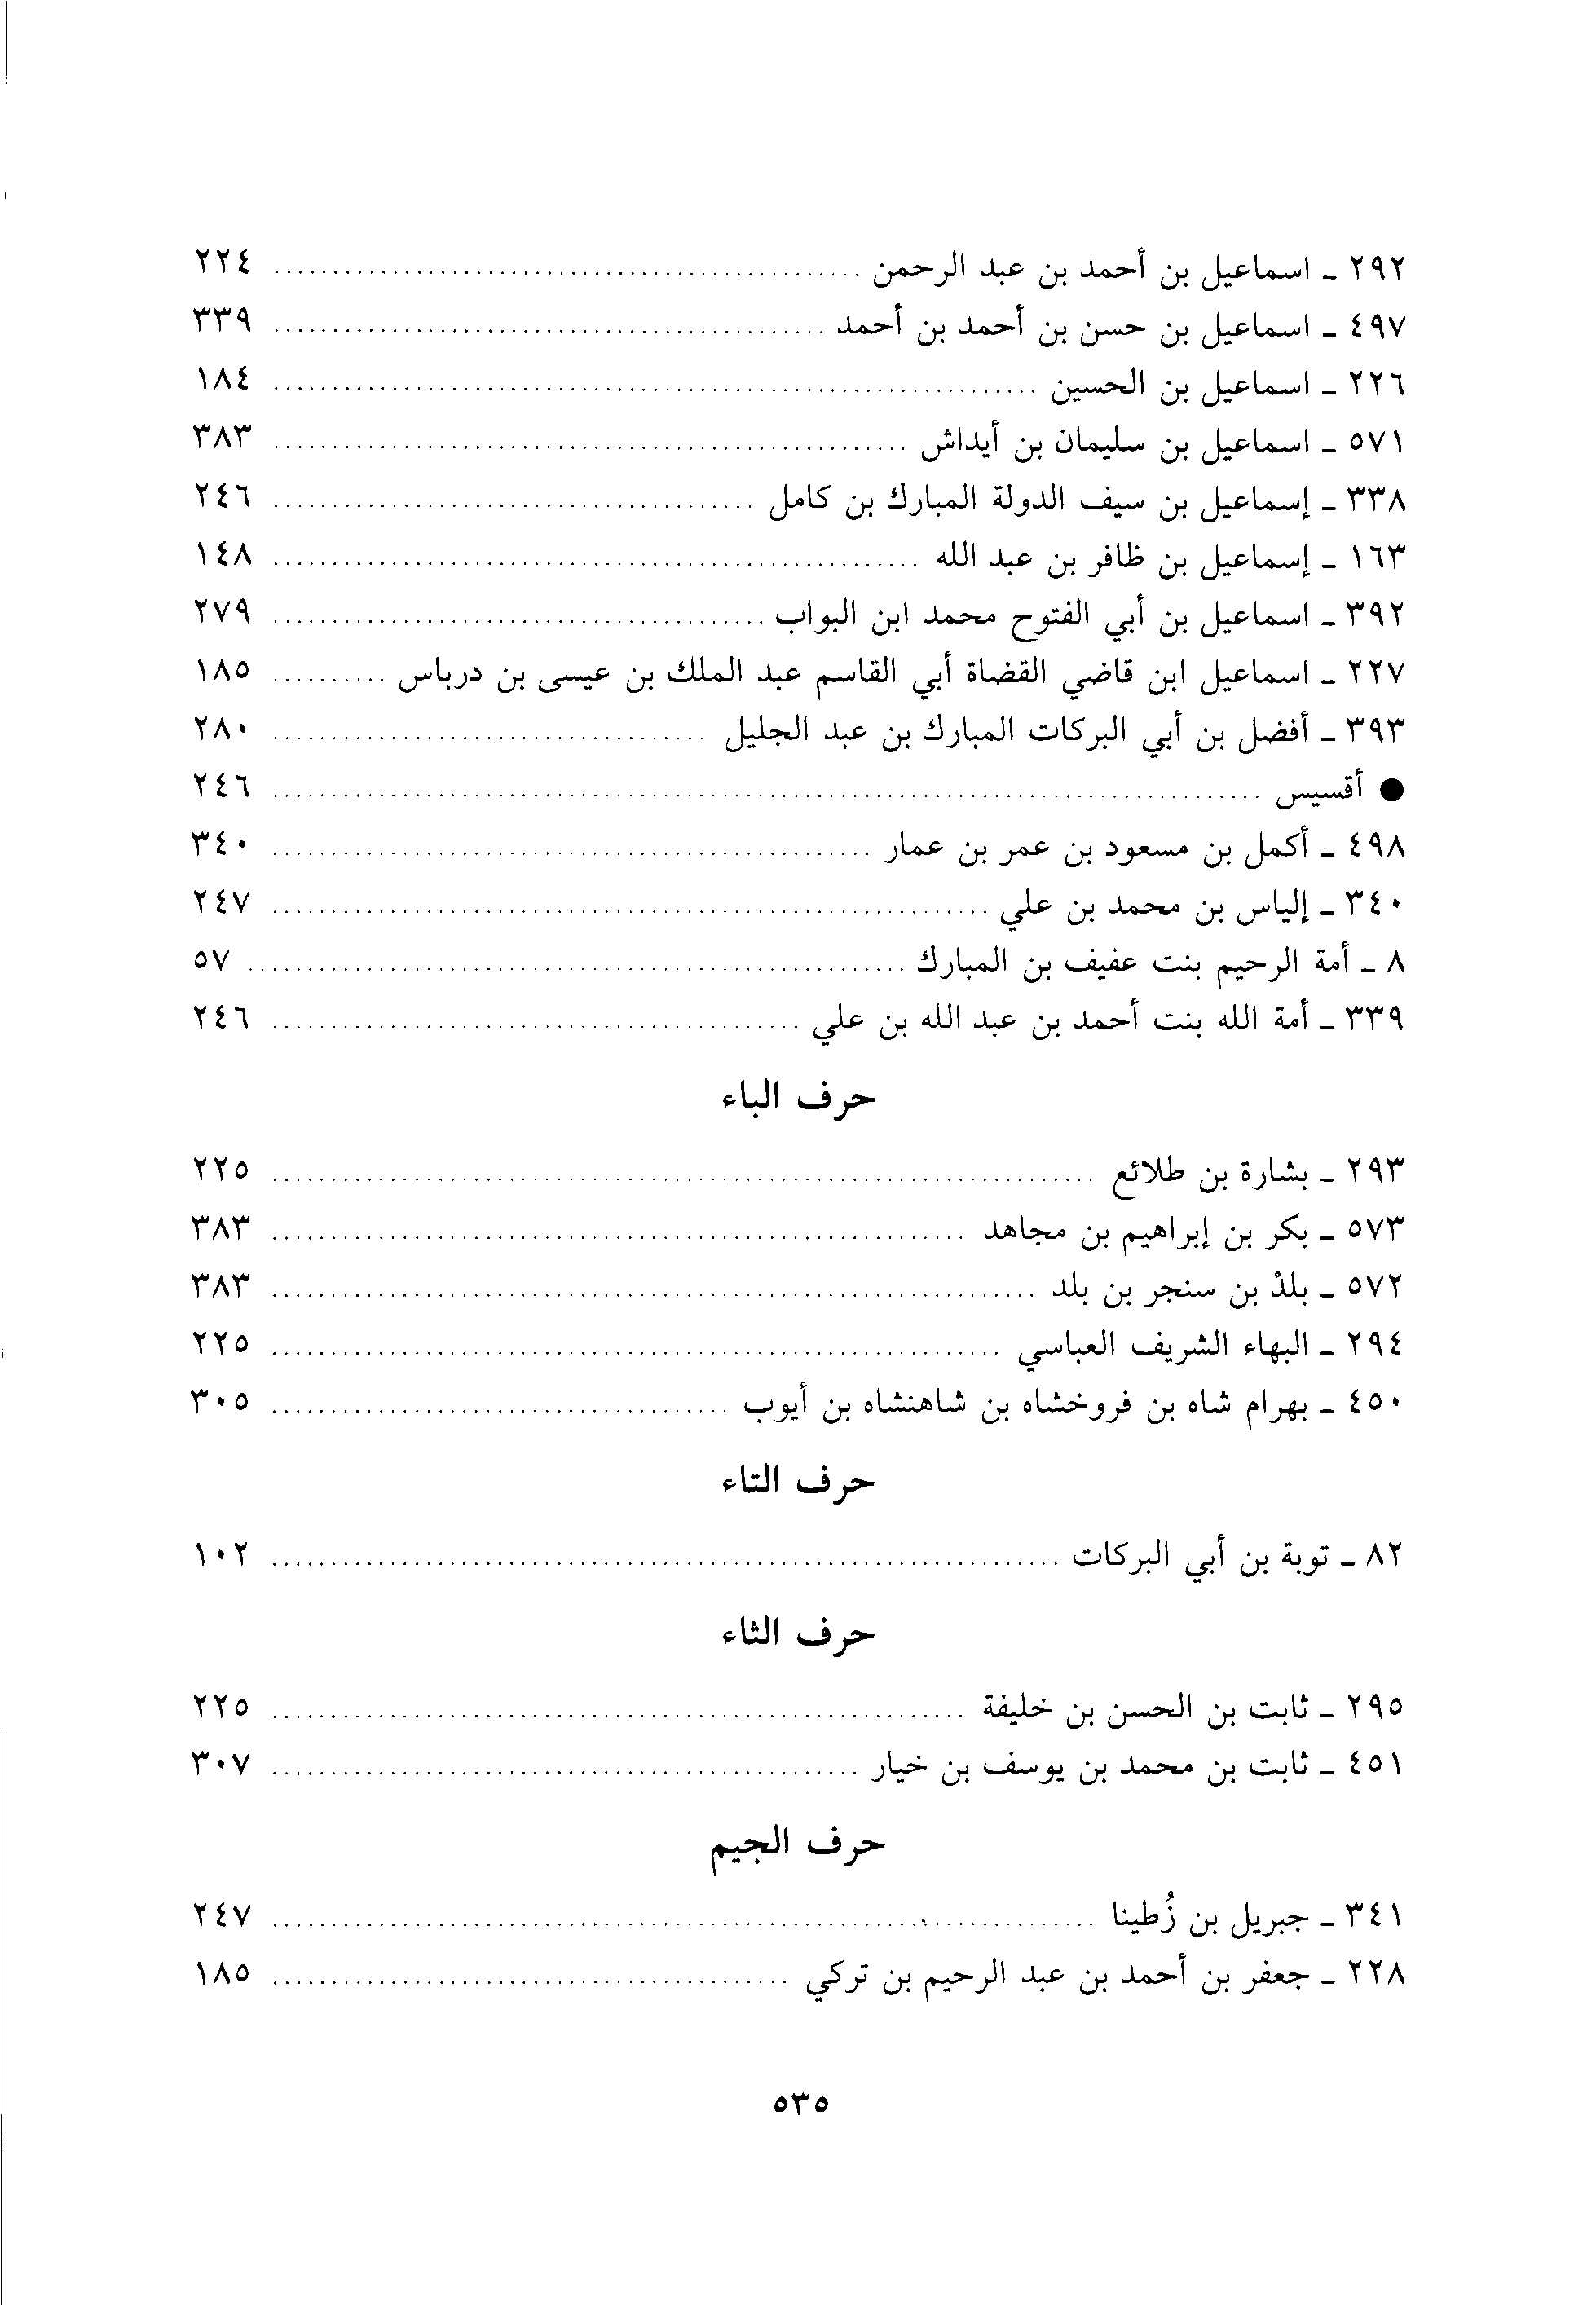 ٢٩٢ ـ اسماعيل بن أحمد بن عبد الرحمن ........ ٢٢٤
٤٩٧ ـ اسماعيل بن حسن بن أحمد بن أحمد ........ ٣٣٩
٢٢٦ ـ اسماعيل بن الحسين ........ ١٨٤
٥٧١ ـ اسماعيل بن سليمان بن أيداش ........ ٣٨٣
٣٣٨ ـ إسماعيل بن سيف الدولة المبارك بن كامل ........ ٢٤٦
١٦٣ ـ إسماعيل بن ظافر بن عبد الله ........ ١٤٨
٣٩٢ ـ اسماعيل بن أبي الفتوح محمد ابن البواب ........ ٢٧٩
٢٢٧ ـ اسماعيل ابن قاضي القضاة أبي القاسم عبد الملك بن عيسى بن درباس ........ ١٨٥
٣٩٣ ـ أفضل بن أبي البركات المبارك بن عبد الجليل ........ ٢٨٠
● أقسيس ........ ٢٤٦
٤٩٨ ـ أكمل بن مسعود بن عمر بن عمار ........ ٣٤٠
٣٤٠ ـ إلياس بن محمد بن علي ........ ٢٤٧
٨ ـ أمة الرحيم بنت عفيف بن المبارك ........ ٥٧
٣٣٩ ـ أمة الله بنت أحمد بن عبد الله بن علي ........ ٢٤٦
حرف الباء
٢٩٣ ـ بشارة بن طلائع ........ ٢٢٥
٥٧٣ ـ بكر بن إبراهيم بن مجاهد ........ ٣٨٣
٥٧٢ ـ بلدْ بن سنجر بن بلد ........ ٣٨٣
٢٩٤ ـ البهاء الشريف العباسي ........ ٢٢٥
٤٥٠ ـ بهرام شاه بن فروخشاه بن شاهنشاه بن أيوب ........ ٣٠٥
حرف التاء
٨٢ ـ توبة بن أبي البركات ........ ١٠٢
حرف الثاء
٢٩٥ ـ ثابت بن الحسن بن خليفة ........ ٢٢٥
٤٥١ ـ ثابت بن محمد بن يوسف بن خيار ........ ٣٠٧
حرف الجيم
٣٤١ ـ جبريل بن زُطينا ........ ٢٤٧
٢٢٨ ـ جعفر بن أحمد بن عبد الرحيم بن تركي ........ ١٨٥
٥٣٥